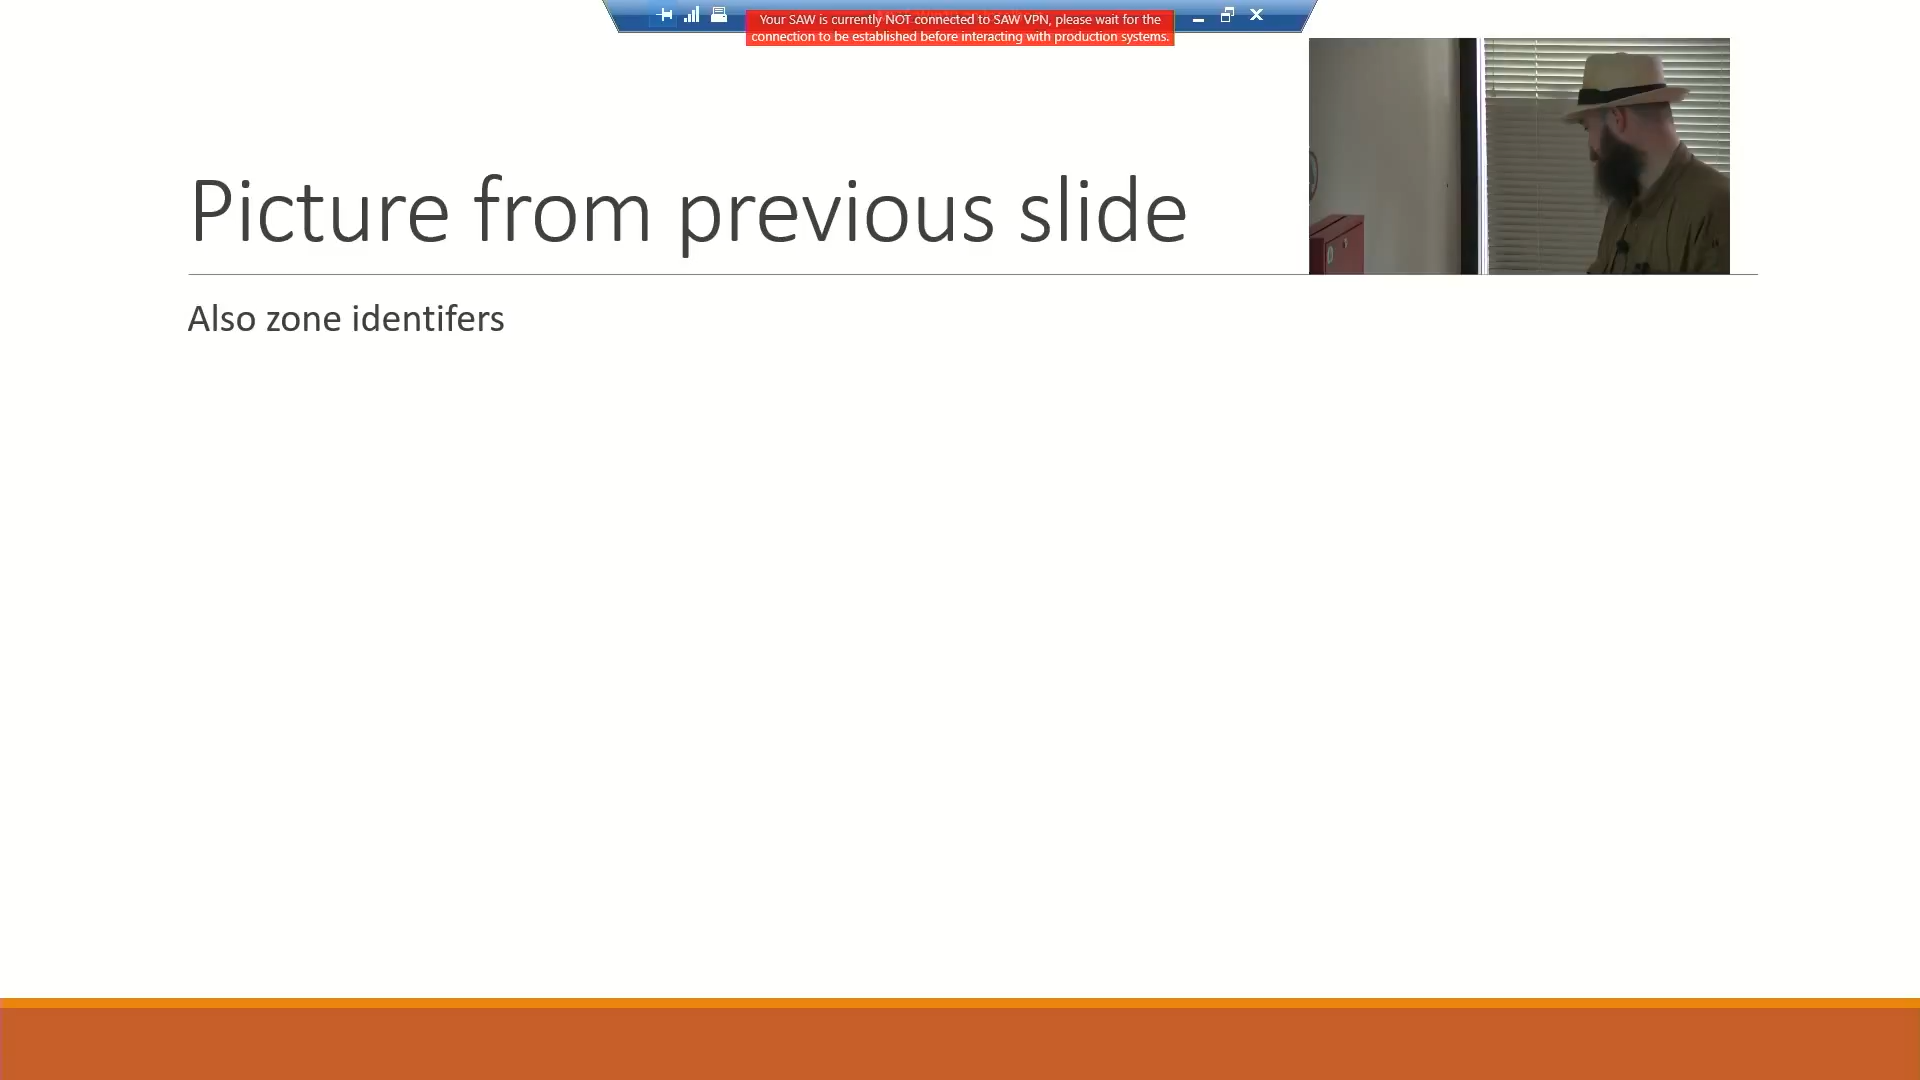 Your SAW is currently NOT connected to SAW VPN, please wait for the
connection to be established before interacting with production systems.
Picture from previous slide
Also zone identifers